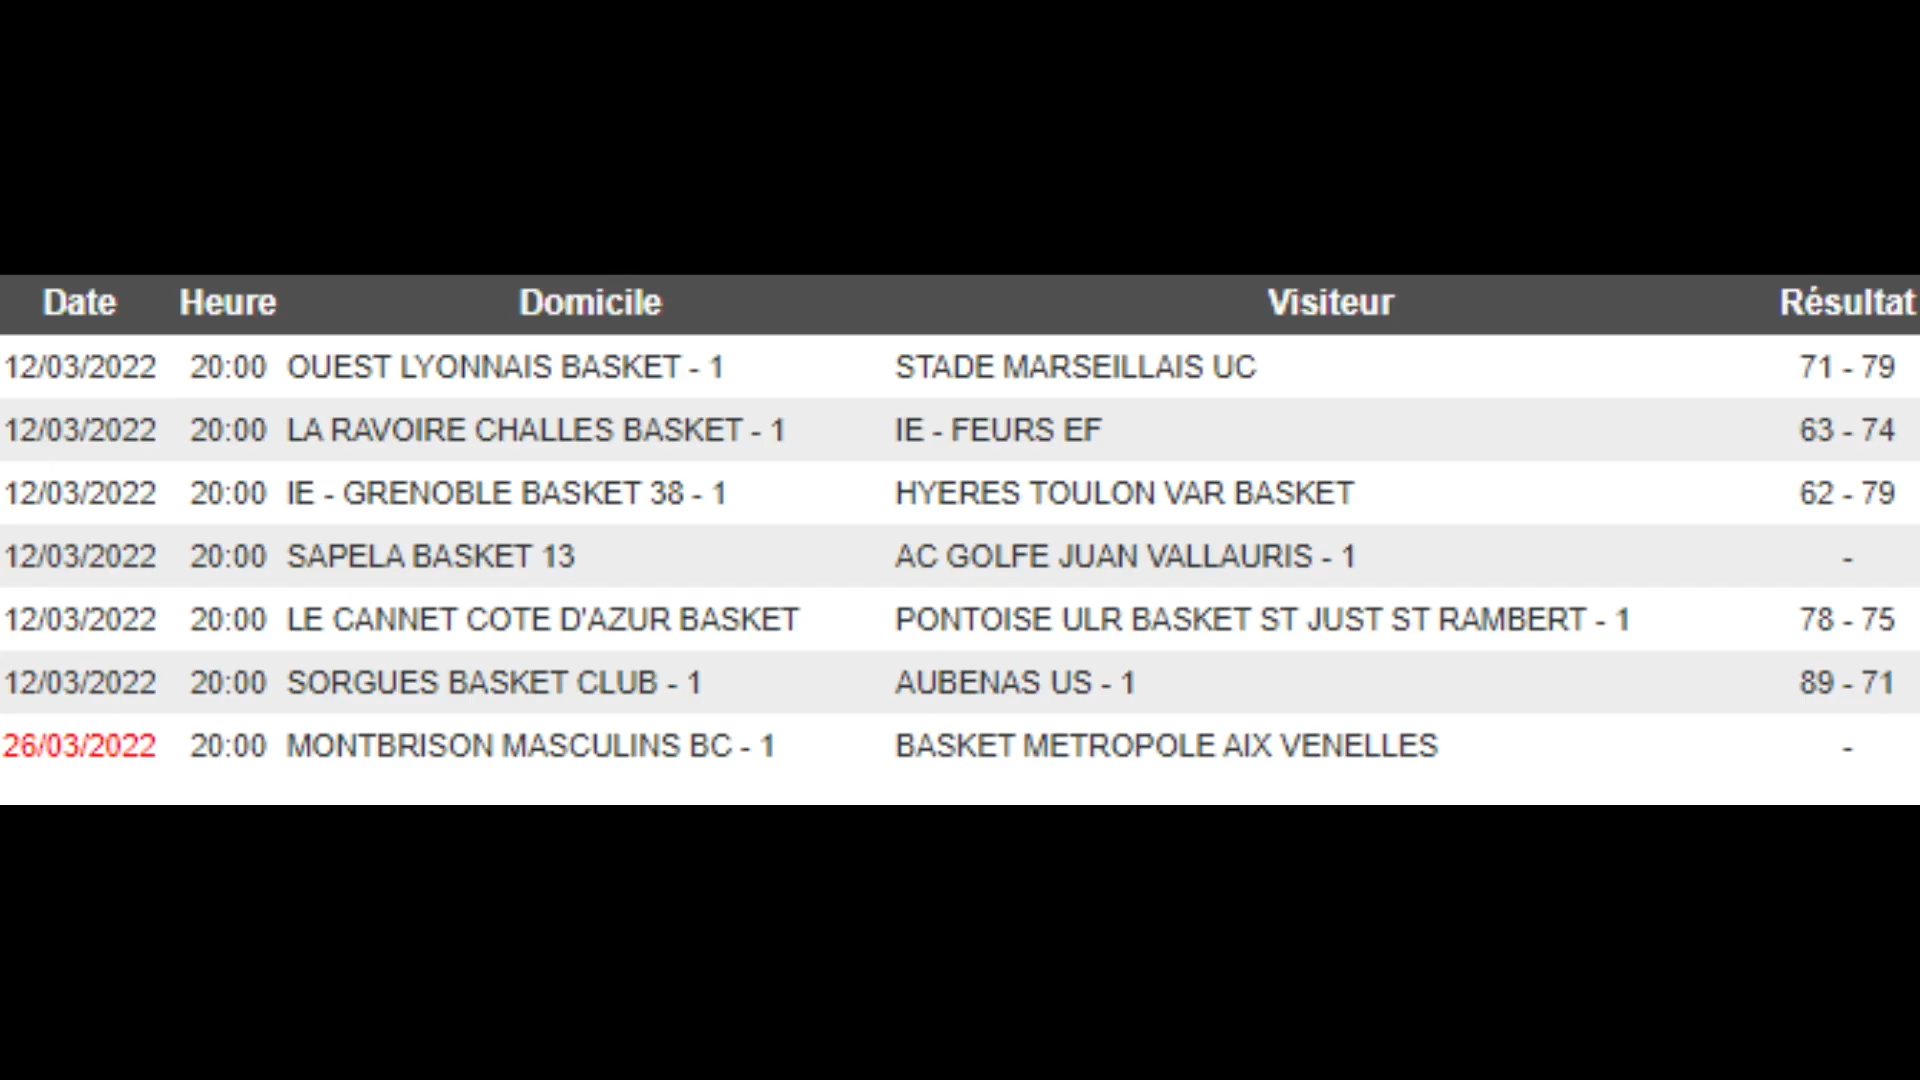 Date Heure Domicile Visiteur Résultat
12/03/2022 20:00 OUEST LYONNAIS BASKET - 1 STADE MARSEILLAIS UC 71 - 79
12/03/2022 20:00 LA RAVOIRE CHALLES BASKET - 1 IE - FEURS EF 63 - 74
12/03/2022 20:00 IE - GRENOBLE BASKET 38 - 1 HYERES TOULON VAR BASKET 62 - 79
12/03/2022 20:00 SAPELA BASKET 13 AC GOLFE JUAN VALLAURIS - 1 -
12/03/2022 20:00 LE CANNET COTE D'AZUR BASKET PONTOISE ULR BASKET ST JUST ST RAMBERT - 1 78 - 75
12/03/2022 20:00 SORGUES BASKET CLUB - 1 AUBENAS US - 1 89 - 71
26/03/2022 20:00 MONTBRISON MASCULINS BC - 1 BASKET METROPOLE AIX VENELLES -